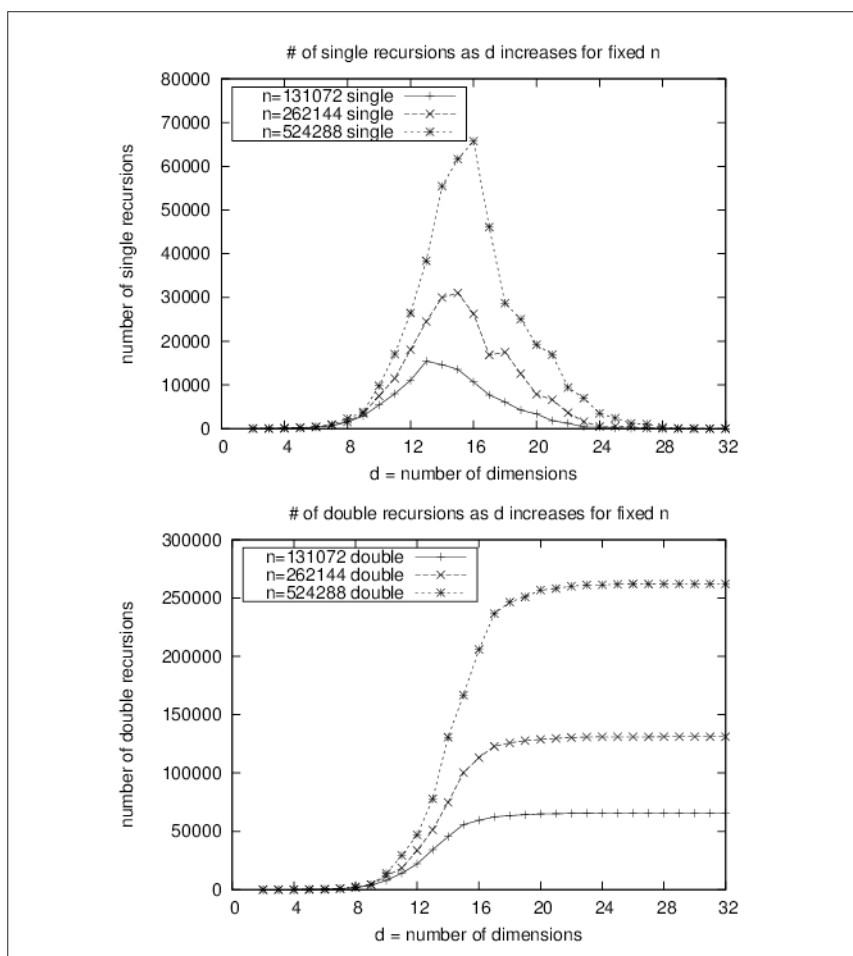 # of single recursions as d increases for fixed n
80000
70000
60000
50000
40000
30000
20000
10000
0
number of single recursions
n=131072 single
n=262144 single
n=524288 single
0 4 8 12 16 20 24 28 32
d = number of dimensions
# of double recursions as d increases for fixed n
300000
250000
200000
150000
100000
50000
0
number of double recursions
n=131072 double
n=262144 double
n=524288 double
0 4 8 12 16 20 24 28 32
d = number of dimensions